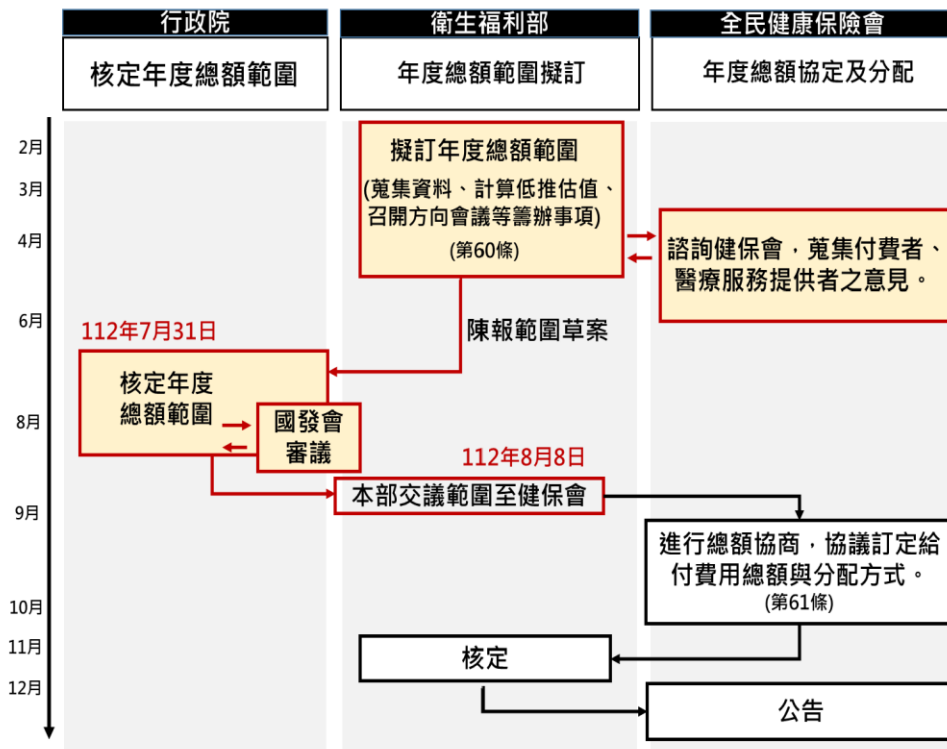 行政院
衛生福利部
全民健康保險會
核定年度總額範圍
年度總額範圍擬訂
年度總額協定及分配
2月
3月
4月
6月
8月
9月
10月
11月
12月
擬訂年度總額範圍
(蒐集資料、計算低推估值、
召開方向會議等籌辦事項)
(第60條)
諮詢健保會，蒐集付費者、
醫療服務提供者之意見。
陳報範圍草案
112年7月31日
核定年度
總額範圍
國發會
審議
112年8月8日
本部交議範圍至健保會
進行總額協商，協議訂定給
付費用總額與分配方式。
(第61條)
核定
公告